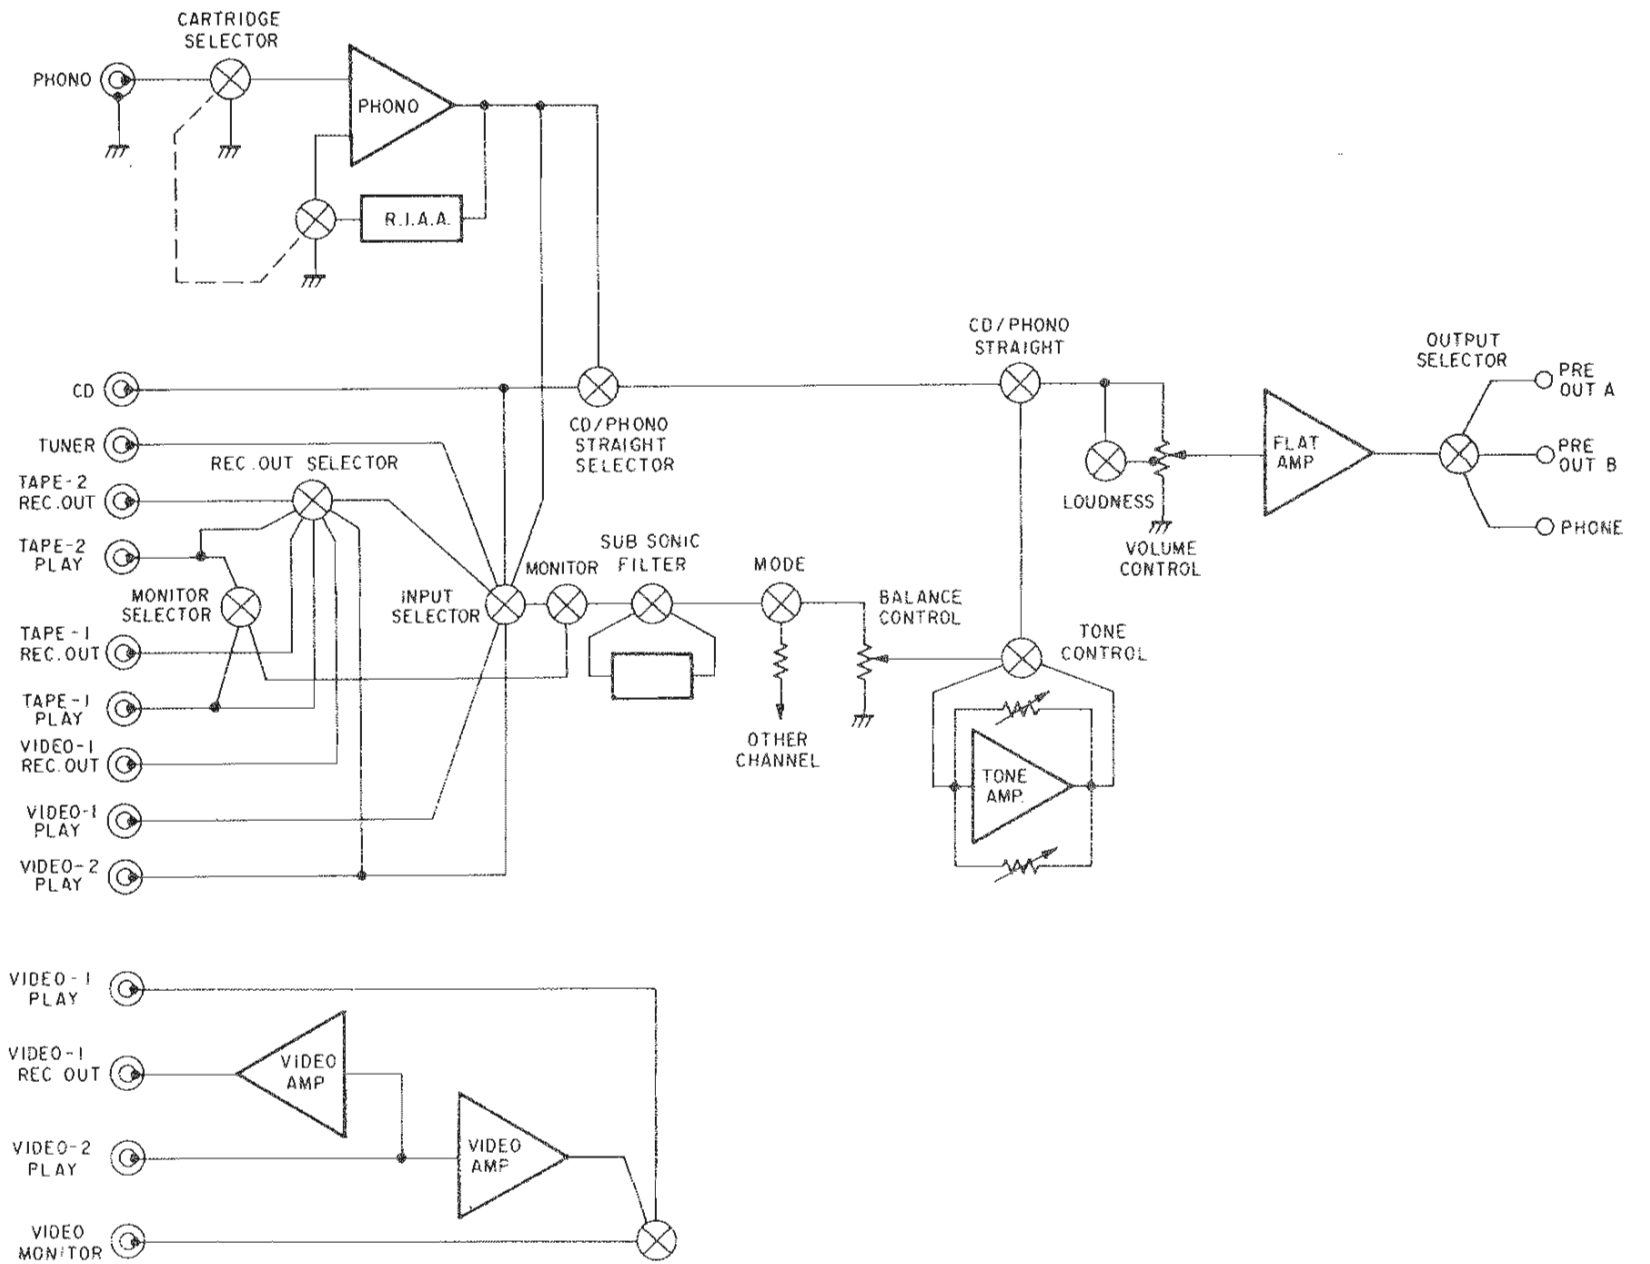 CARTRIDGE
SELECTOR
PHONO
PHONO
R.I.A.A.
CD/PHONO
STRAIGHT
OUTPUT
SELECTOR
PRE
OUT A
CD
CD/PHONO
STRAIGHT
SELECTOR
FLAT
AMP
PRE
OUT B
TUNER
REC.OUT SELECTOR
LOUDNESS
TAPE-2
REC.OUT
PHONE
TAPE-2
PLAY
SUB SONIC
FILTER
VOLUME
CONTROL
MONITOR
MODE
MONITOR
SELECTOR
INPUT
SELECTOR
BALANCE
CONTROL
TAPE-1
REC.OUT
TONE
CONTROL
TAPE-1
PLAY
OTHER
CHANNEL
VIDEO-1
REC.OUT
TONE
AMP.
VIDEO-1
PLAY
VIDEO-2
PLAY
VIDEO-1
PLAY
VIDEO-1
REC OUT
VIDEO
AMP
VIDEO-2
PLAY
VIDEO
AMP
VIDEO
MONITOR